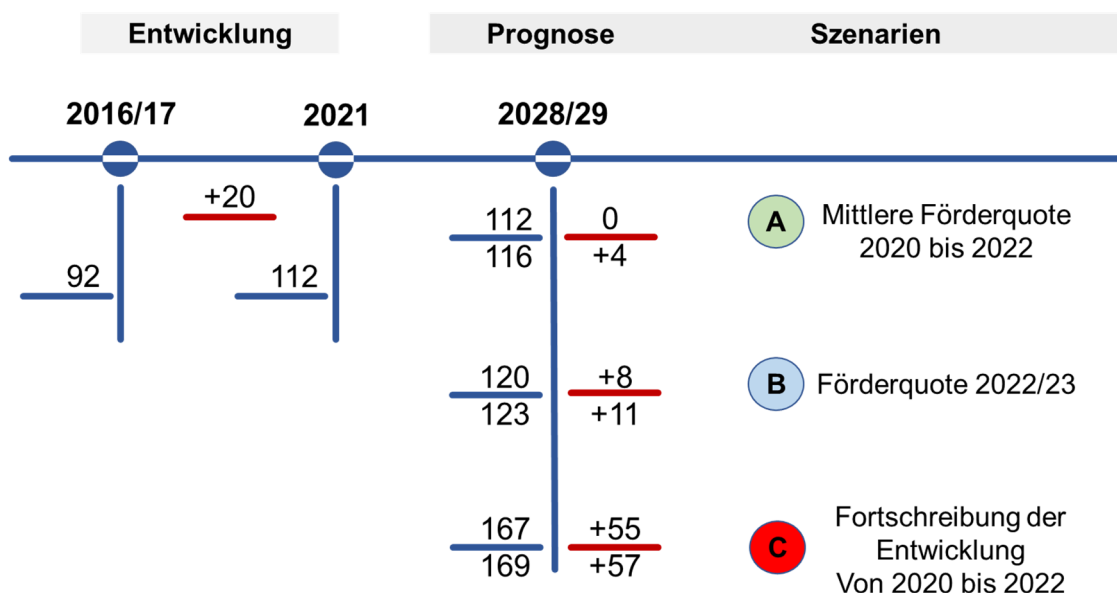 Entwicklung
Prognose
Szenarien
2016/17
2021
2028/29
+20
92
112
112
116
0
+4
A
Mittlere Förderquote
2020 bis 2022
120
123
+8
+11
B
Förderquote 2022/23
167
169
+55
+57
C
Fortschreibung der
Entwicklung
Von 2020 bis 2022